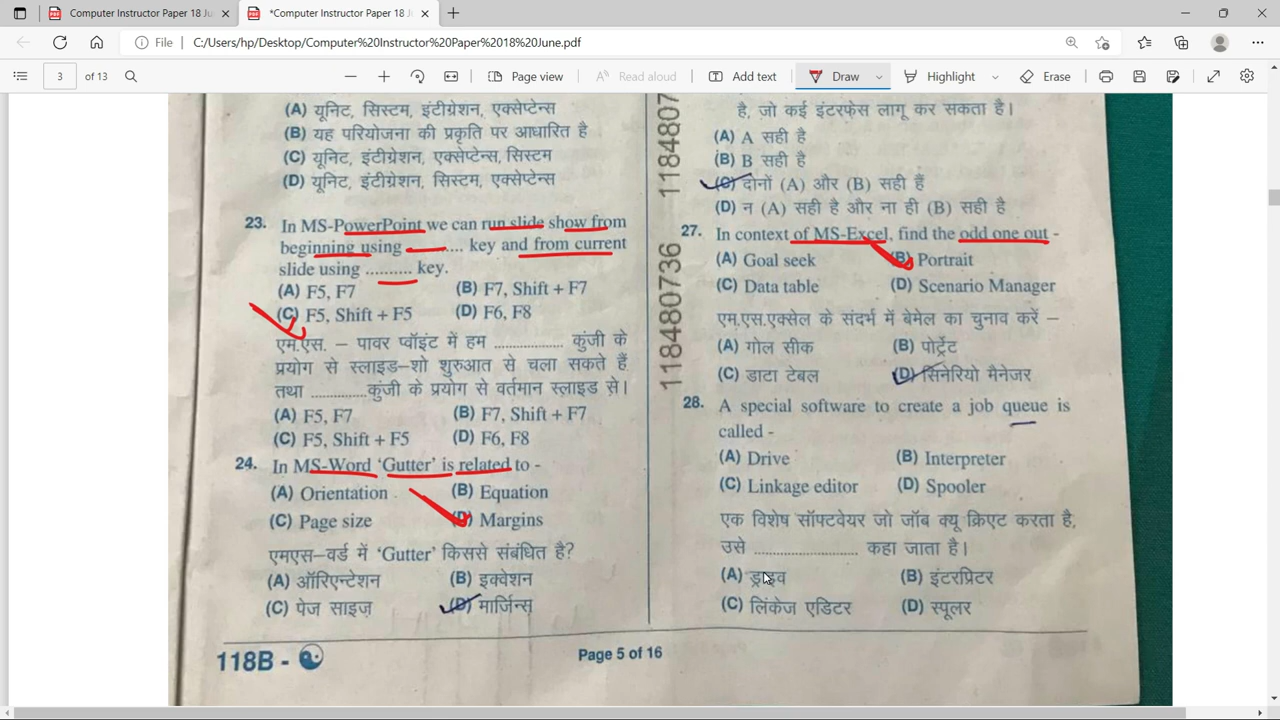 Computer Instructor Paper 18 Ju
*Computer Instructor Paper 18 J
File C:/Users/hp/Desktop/Computer%20Instructor%20Paper%2018%20June.pdf
3 of 13 Page view Read aloud Add text Draw Highlight Erase
(A) यूनिट, सिस्टम, इंटीग्रेशन, एक्सेप्टेन्स
(B) यह परियोजना की प्रकृति पर आधारित है
(C) यूनिट, इंटीग्रेशन, एक्सेप्टेन्स, सिस्टम
(D) यूनिट, इंटीग्रेशन, सिस्टम, एक्सेप्टेन्स
23. In MS-PowerPoint we can run slide show from
beginning using .......... key and from current
slide using .......... key.
(A) F5, F7 (B) F7, Shift + F7
(C) F5, Shift + F5 (D) F6, F8
एम.एस. – पावर प्वॉइंट में हम ................ कुंजी के
प्रयोग से स्लाइड–शो शुरुआत से चला सकते हैं
तथा .............कुंजी के प्रयोग से वर्तमान स्लाइड से।
(A) F5, F7 (B) F7, Shift + F7
(C) F5, Shift + F5 (D) F6, F8
24. In MS-Word ‘Gutter’ is related to -
(A) Orientation (B) Equation
(C) Page size (D) Margins
एमएस–वर्ड में ‘Gutter’ किससे संबंधित है?
(A) ऑरिएन्टेशन (B) इक्वेशन
(C) पेज साइज़ (D) मार्जिन्स
118B -
11848073​6 1184807
है, जो कई इंटरफेस लागू कर सकता है।
(A) A सही है
(B) B सही है
(C) दोनों (A) और (B) सही हैं
(D) न (A) सही है और ना ही (B) सही है
27. In context of MS-Excel, find the odd one out -
(A) Goal seek (B) Portrait
(C) Data table (D) Scenario Manager
एम.एस.एक्सेल के संदर्भ में बेमेल का चुनाव करें –
(A) गोल सीक (B) पोर्ट्रेट
(C) डाटा टेबल (D) सिनेरियो मैनेजर
28. A special software to create a job queue is
called -
(A) Drive (B) Interpreter
(C) Linkage editor (D) Spooler
एक विशेष सॉफ्टवेयर जो जॉब क्यू क्रिएट करता है,
उसे ...................... कहा जाता है।
(A) ड्राइव (B) इंटरप्रिटर
(C) लिंकेज एडिटर (D) स्पूलर
Page 5 of 16